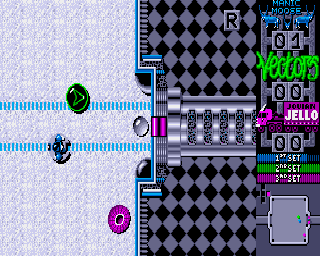 MANIC
MOOSE
R
01
Vectors
00
JELLO
00
1ST SET
2ND SET
3RD SET